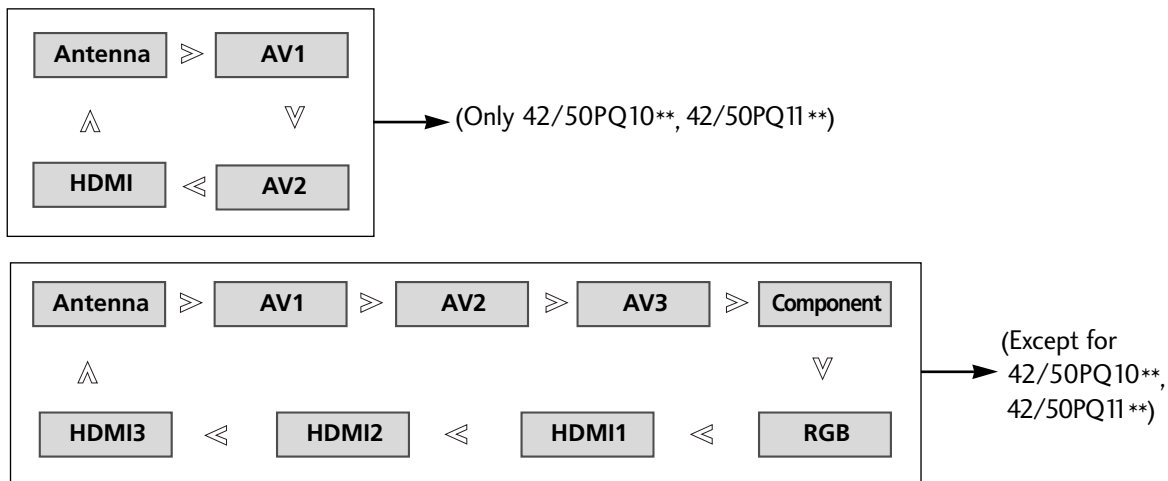 Antenna AV1
(Only 42/50PQ10**, 42/50PQ11**)
HDMI AV2
Antenna AV1 AV2 AV3 Component
(Except for
42/50PQ10**,
42/50PQ11**)
HDMI3 HDMI2 HDMI1 RGB